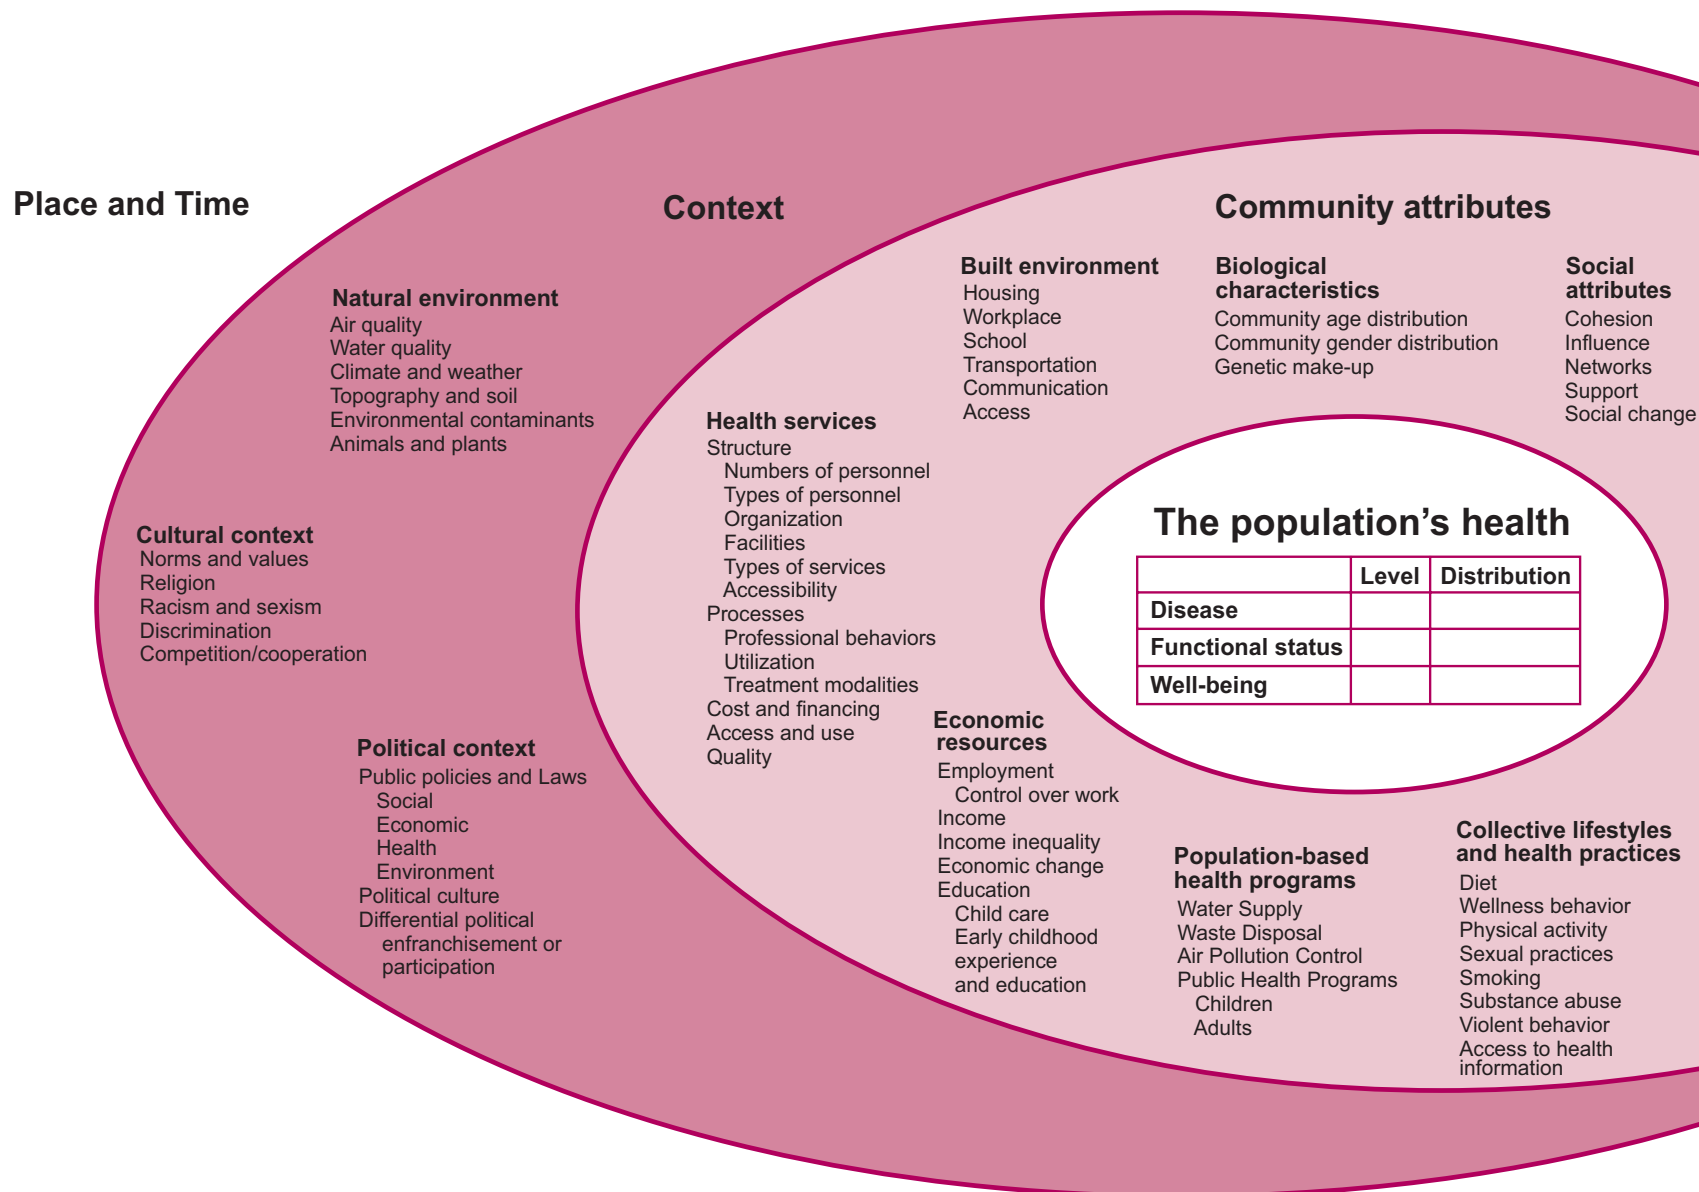 Place and Time
Context
Community attributes
Natural environment
Air quality
Water quality
Climate and weather
Topography and soil
Environmental contaminants
Animals and plants
Cultural context
Norms and values
Religion
Racism and sexism
Discrimination
Competition/cooperation
Political context
Public policies and Laws
Social
Economic
Health
Environment
Political culture
Differential political
enfranchisement or
participation
Health services
Structure
Numbers of personnel
Types of personnel
Organization
Facilities
Types of services
Accessibility
Processes
Professional behaviors
Utilization
Treatment modalities
Cost and financing
Access and use
Quality
Built environment
Housing
Workplace
School
Transportation
Communication
Access
Biological
characteristics
Community age distribution
Community gender distribution
Genetic make-up
Social
attributes
Cohesion
Influence
Networks
Support
Social change
The population’s health
Level Distribution
Disease
Functional status
Well-being
Economic
resources
Employment
Control over work
Income
Income inequality
Economic change
Education
Child care
Early childhood
experience
and education
Population-based
health programs
Water Supply
Waste Disposal
Air Pollution Control
Public Health Programs
Children
Adults
Collective lifestyles
and health practices
Diet
Wellness behavior
Physical activity
Sexual practices
Smoking
Substance abuse
Violent behavior
Access to health
information